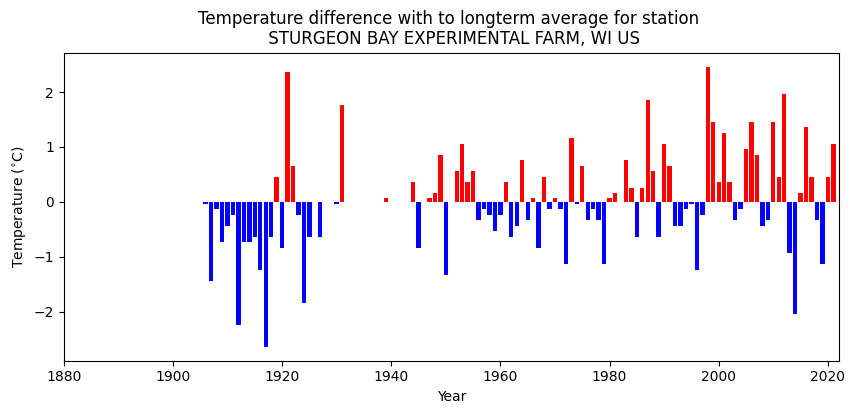 Temperature difference with to longterm average for station
STURGEON BAY EXPERIMENTAL FARM, WI US
Temperature (°C)
2
1
0
−1
−2
1880 1900 1920 1940 1960 1980 2000 2020
Year